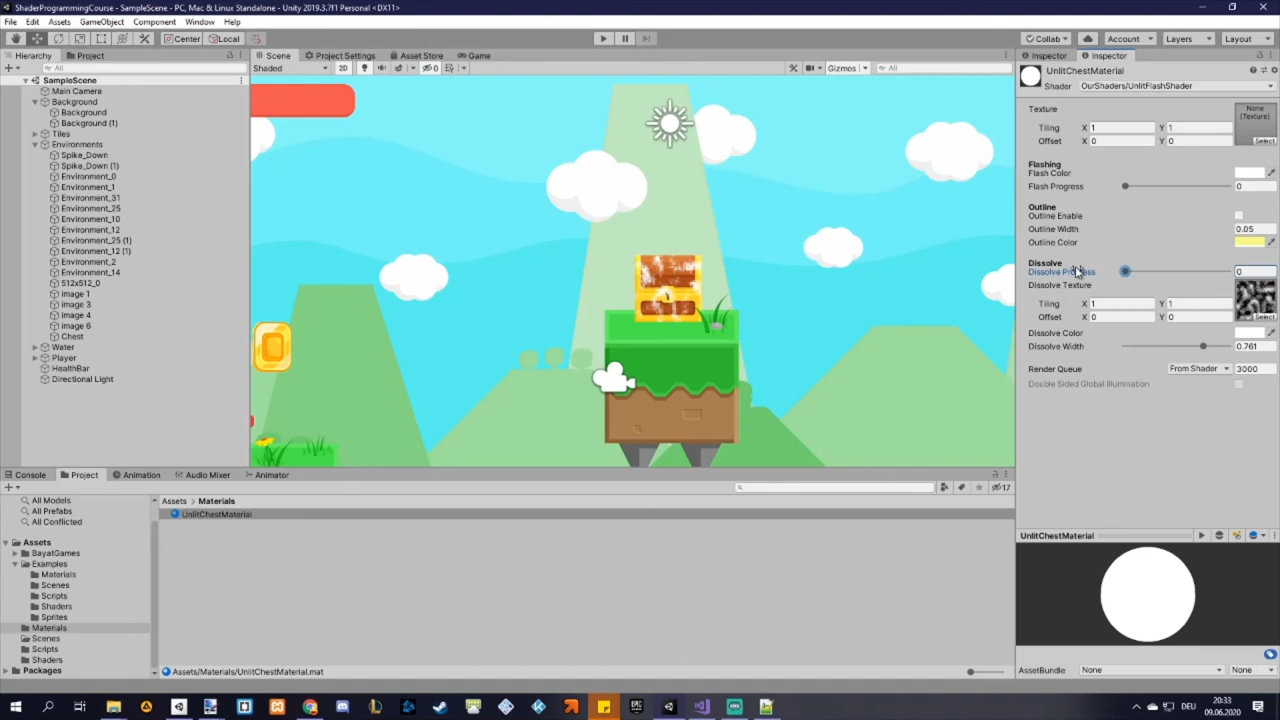 ShaderProgrammingCourse - SampleScene - PC, Mac & Linux Standalone - Unity 2019.3.7f1 Personal <DX11>
File Edit Assets GameObject Component Window Help
Center Local Collab Account Layers Layout
Hierarchy Project
All
SampleScene
Main Camera
Background
Background
Background (1)
Tiles
Environments
Spike_Down
Spike_Down (1)
Environment_0
Environment_1
Environment_31
Environment_25
Environment_10
Environment_12
Environment_25 (1)
Environment_12 (1)
Environment_2
Environment_14
512x512_0
image 1
image 3
image 4
image 6
Chest
Water
Player
HealthBar
Directional Light
Scene Project Settings Asset Store Game
Shaded 2D 0 Gizmos All
Inspector Inspector
UnlitChestMaterial
Shader OurShaders/UnlitFlashShader
Texture
None
(Texture)
Tiling X 1 Y 1
Offset X 0 Y 0
Select
Flashing
Flash Color
Flash Progress 0
Outline
Outline Enable
Outline Width 0.05
Outline Color
Dissolve
Dissolve Progress 0
Dissolve Texture
Tiling X 1 Y 1
Offset X 0 Y 0
Select
Dissolve Color
Dissolve Width 0.761
Render Queue From Shader 3000
Double Sided Global Illumination
UnlitChestMaterial
AssetBundle None None
Console Project Animation Audio Mixer Animator
17
All Models
All Prefabs
All Conflicted
Assets
BayatGames
Examples
Materials
Scenes
Scripts
Shaders
Sprites
Materials
Scenes
Scripts
Shaders
Packages
Assets > Materials
UnlitChestMaterial
Assets/Materials/UnlitChestMaterial.mat
DEU
20:33
09.06.2020